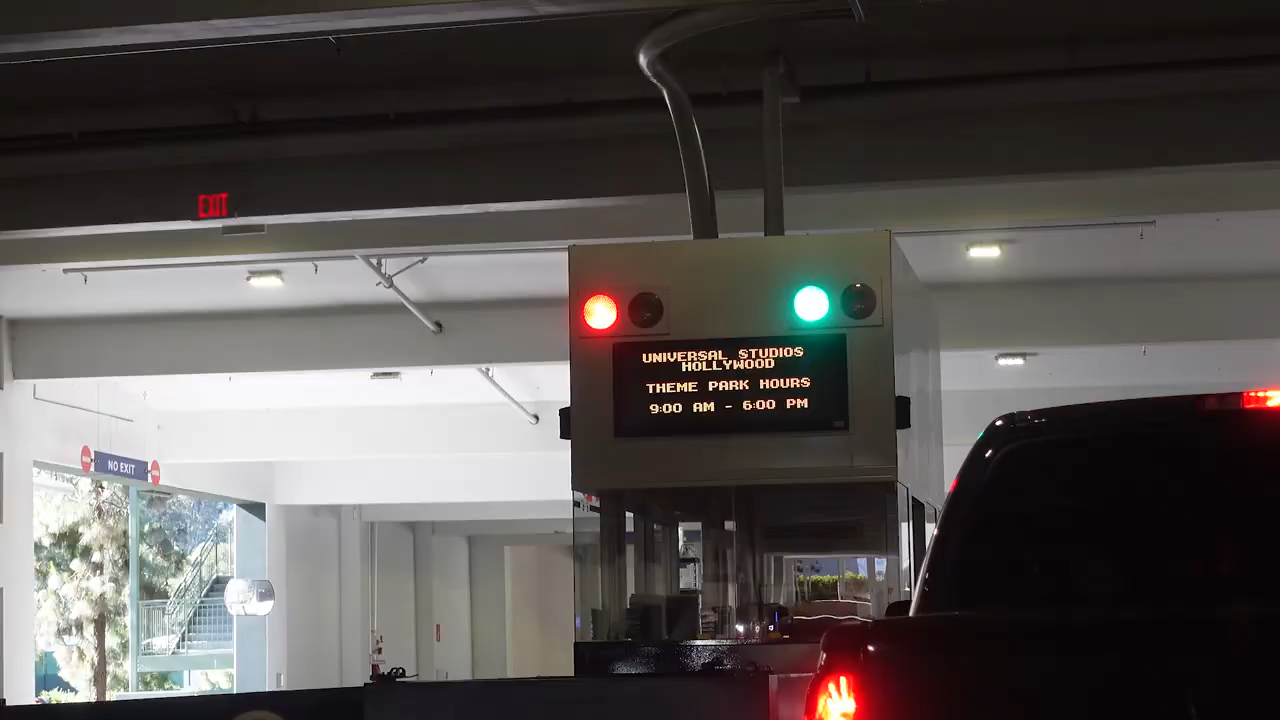 EXIT
UNIVERSAL STUDIOS
HOLLYWOOD
THEME PARK HOURS
9:00 AM - 6:00 PM
NO EXIT